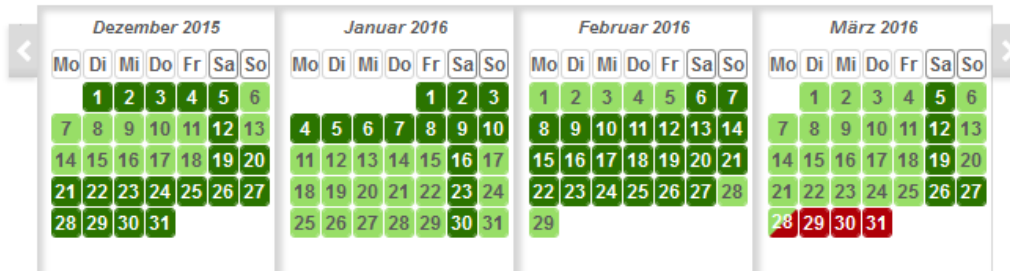 Dezember 2015
Mo Di Mi Do Fr Sa So
1 2 3 4 5 6
7 8 9 10 11 12 13
14 15 16 17 18 19 20
21 22 23 24 25 26 27
28 29 30 31
Januar 2016
Mo Di Mi Do Fr Sa So
1 2 3
4 5 6 7 8 9 10
11 12 13 14 15 16 17
18 19 20 21 22 23 24
25 26 27 28 29 30 31
Februar 2016
Mo Di Mi Do Fr Sa So
1 2 3 4 5 6 7
8 9 10 11 12 13 14
15 16 17 18 19 20 21
22 23 24 25 26 27 28
29
März 2016
Mo Di Mi Do Fr Sa So
1 2 3 4 5 6
7 8 9 10 11 12 13
14 15 16 17 18 19 20
21 22 23 24 25 26 27
28 29 30 31